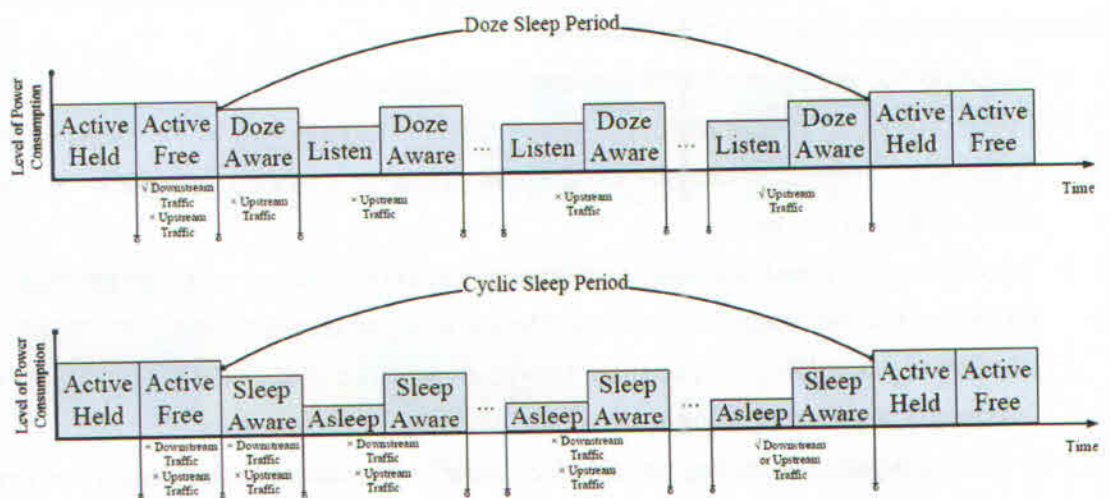 Doze Sleep Period
Level of Power
Consumption
Active
Held
Active
Free
Doze
Aware
Listen
Doze
Aware
...
Listen
Doze
Aware
...
Listen
Doze
Aware
Active
Held
Active
Free
Time
√ Downstream
Traffic
× Upstream
Traffic
× Upstream
Traffic
× Upstream
Traffic
× Upstream
Traffic
√ Upstream
Traffic
Cyclic Sleep Period
Level of Power
Consumption
Active
Held
Active
Free
Sleep
Aware
Asleep
Sleep
Aware
...
Asleep
Sleep
Aware
...
Asleep
Sleep
Aware
Active
Held
Active
Free
Time
× Downstream
Traffic
× Upstream
Traffic
× Downstream
Traffic
× Upstream
Traffic
× Downstream
Traffic
× Upstream
Traffic
× Downstream
Traffic
× Upstream
Traffic
√ Downstream
or Upstream
Traffic